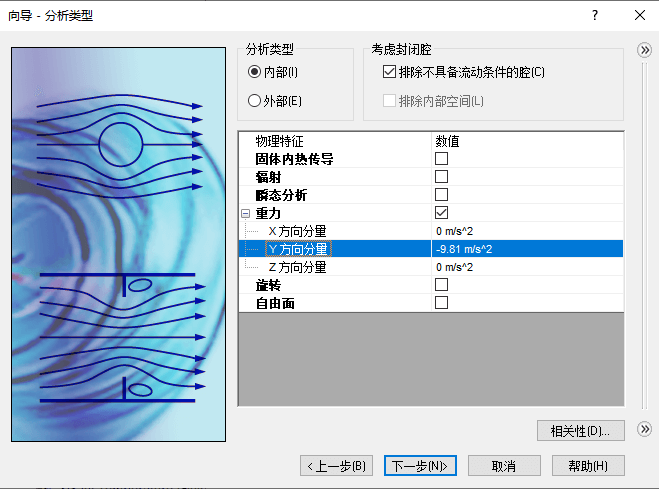 向导 - 分析类型
?
分析类型
考虑封闭腔
内部(I)
排除不具备流动条件的腔(C)
外部(E)
排除内部空间(L)
物理特征 数值
固体内热传导
辐射
瞬态分析
重力
X 方向分量 0 m/s^2
Y 方向分量 -9.81 m/s^2
Z 方向分量 0 m/s^2
旋转
自由面
相关性(D)...
<上一步(B) 下一步(N)> 取消 帮助(H)